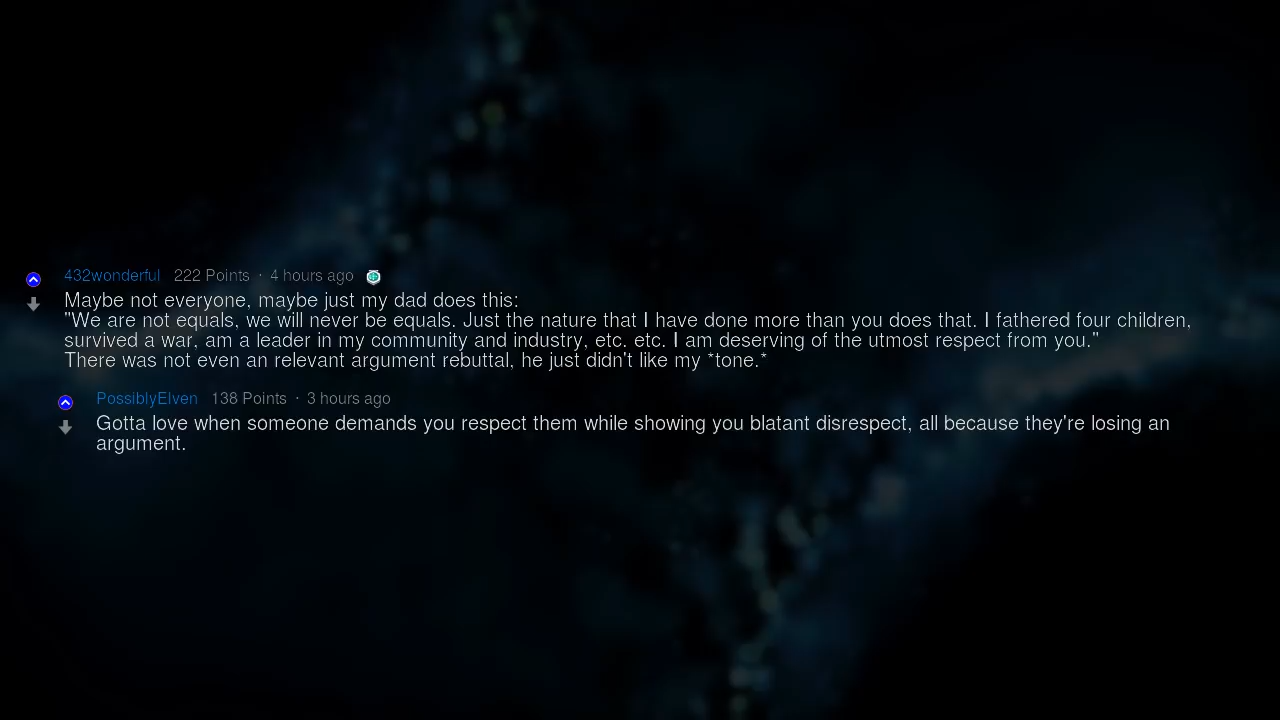 432wonderful 222 Points · 4 hours ago
Maybe not everyone, maybe just my dad does this:
"We are not equals, we will never be equals. Just the nature that I have done more than you does that. I fathered four children,
survived a war, am a leader in my community and industry, etc. etc. I am deserving of the utmost respect from you."
There was not even an relevant argument rebuttal, he just didn't like my *tone.*
PossiblyElven 138 Points · 3 hours ago
Gotta love when someone demands you respect them while showing you blatant disrespect, all because they're losing an
argument.